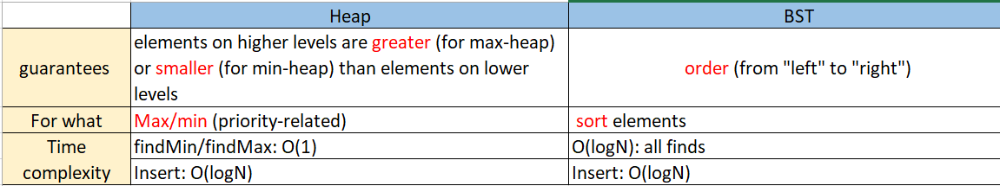 Heap
BST
guarantees
elements on higher levels are greater (for max-heap)
or smaller (for min-heap) than elements on lower
levels
order (from "left" to "right")
For what
Max/min (priority-related)
sort elements
Time
complexity
findMin/findMax: O(1)
O(logN): all finds
Insert: O(logN)
Insert: O(logN)